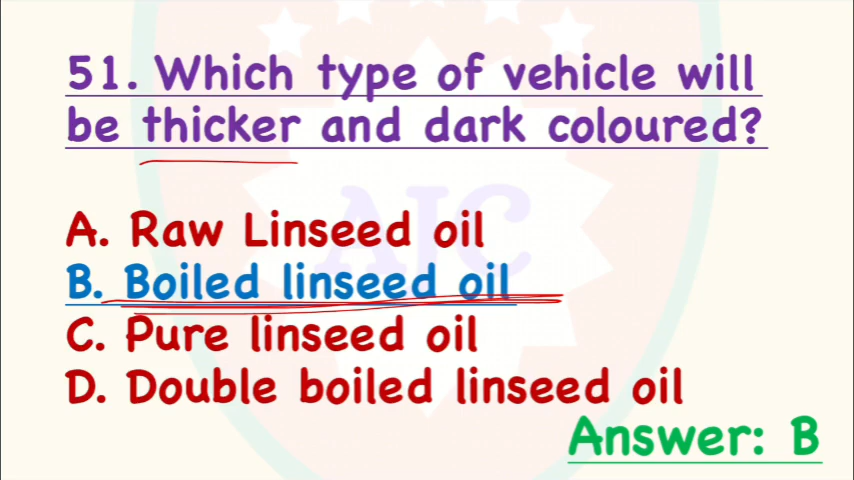 51. Which type of vehicle will
be thicker and dark coloured?
AJC
A. Raw Linseed oil
B. Boiled linseed oil
C. Pure linseed oil
D. Double boiled linseed oil
Answer: B